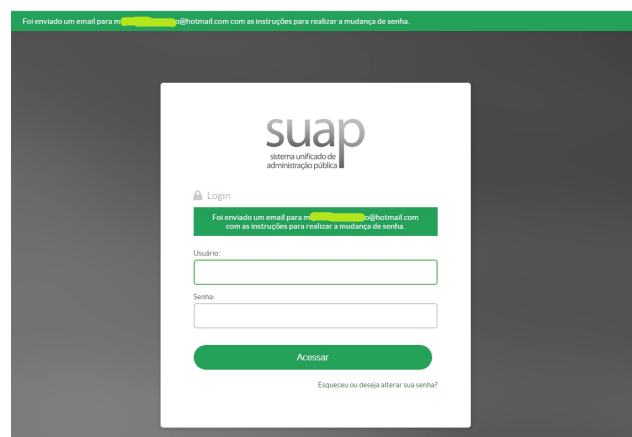 Foi enviado um email para m o@hotmail.com com as instruções para realizar a mudança de senha.
suap
sistema unificado de
administração pública
Login
Foi enviado um email para m o@hotmail.com
com as instruções para realizar a mudança de senha.
Usuário:
Senha:
Acessar
Esqueceu ou deseja alterar sua senha?